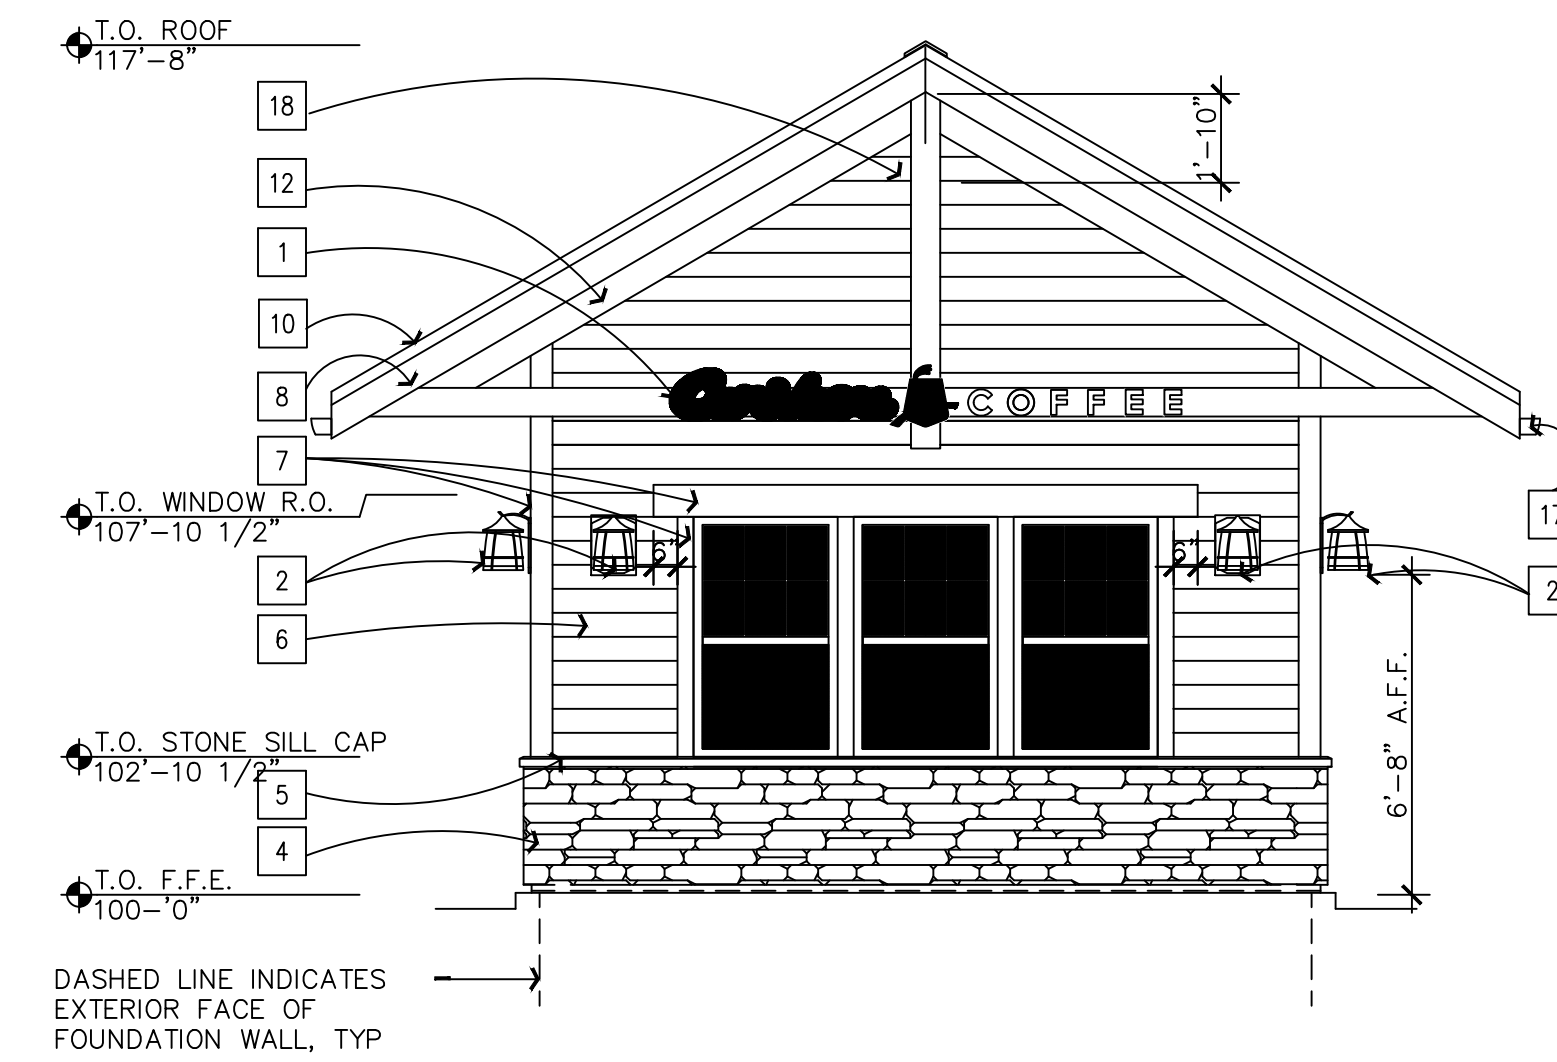 T.O. ROOF
117'-8"
18
12
1
10
8
7
T.O. WINDOW R.O.
107'-10 1/2"
2
6
T.O. STONE SILL CAP
102'-10 1/2"
5
4
T.O. F.F.E.
100-'0"
DASHED LINE INDICATES
EXTERIOR FACE OF
FOUNDATION WALL, TYP
1'-10"
COFFEE
6"
6"
17
2
6'-8" A.F.F.